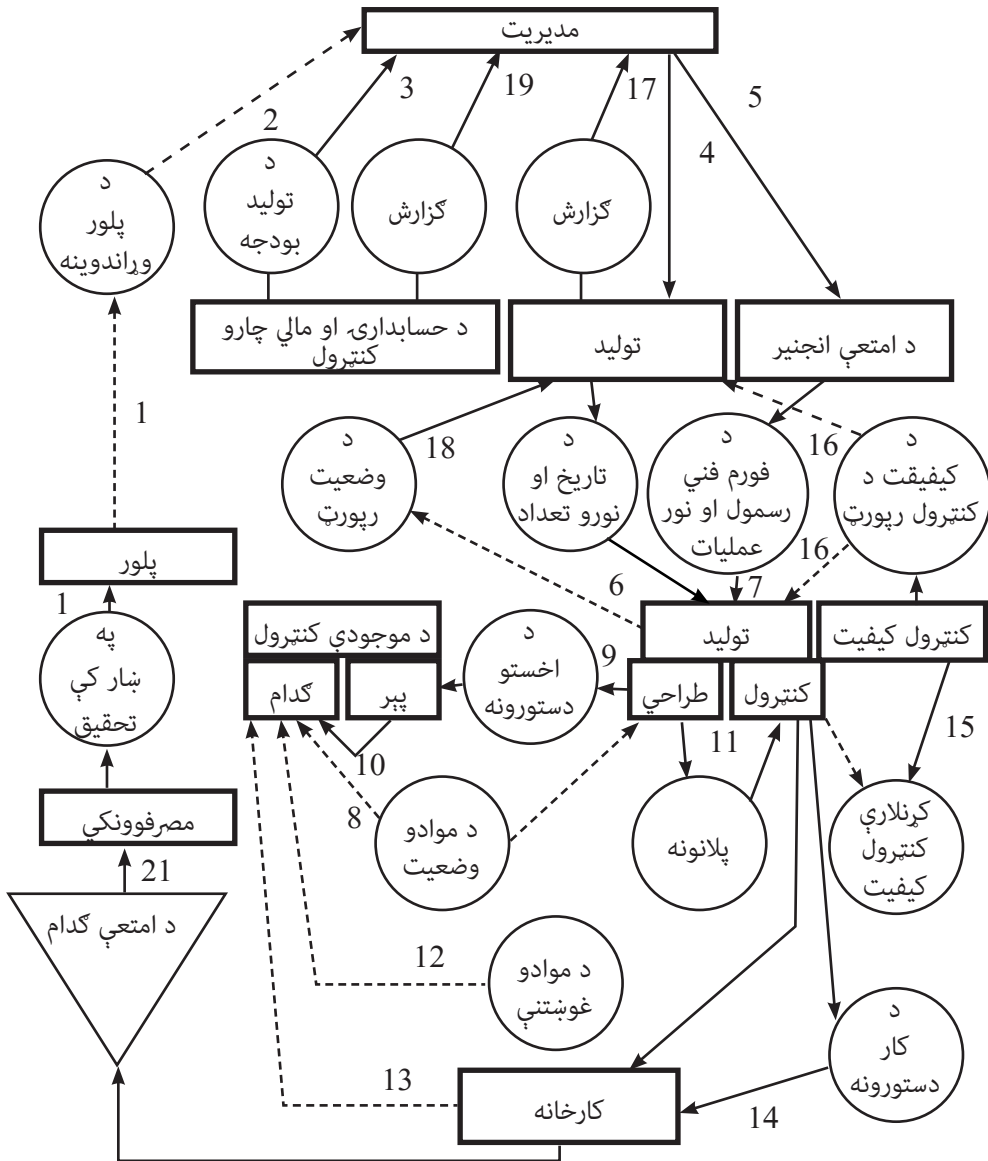 مدیریت
3
19
17
5
2
4
د
پلور
وړاندوینه
د
تولید
بودجه
ګزارش
ګزارش
د حسابدارۍ او مالي چارو
کنټرول
تولید
د امتعې انجنیر
1
18
16
د
وضعیت
رپورټ
د
تاریخ او
نورو تعداد
د
فورم فني
رسمول او نور
عملیات
د
کیفیقت د
کنټرول رپورټ
16
6
7
پلور
1
په
ښار کې
تحقیق
د موجودې کنټرول
ګدام
پېر
د
اخستو
دستورونه
9
تولید
طراحي
کنټرول
کنټرول کیفیت
10
11
15
8
د موادو
وضعیت
پلانونه
کړنلارې
کنټرول
کیفیت
مصرفوونکي
21
د امتعې ګدام
12
د موادو
غوښتنې
د
کار
دستورونه
13
کارخانه
14